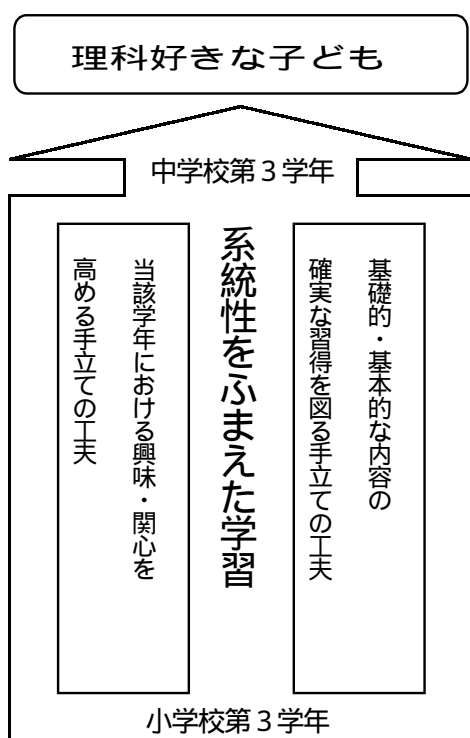 理科好きな子ども
中学校第３学年
基礎的・基本的な内容の
確実な習得を図る手立ての工夫
系統性をふまえた学習
当該学年における興味・関心を
高める手立ての工夫
小学校第３学年